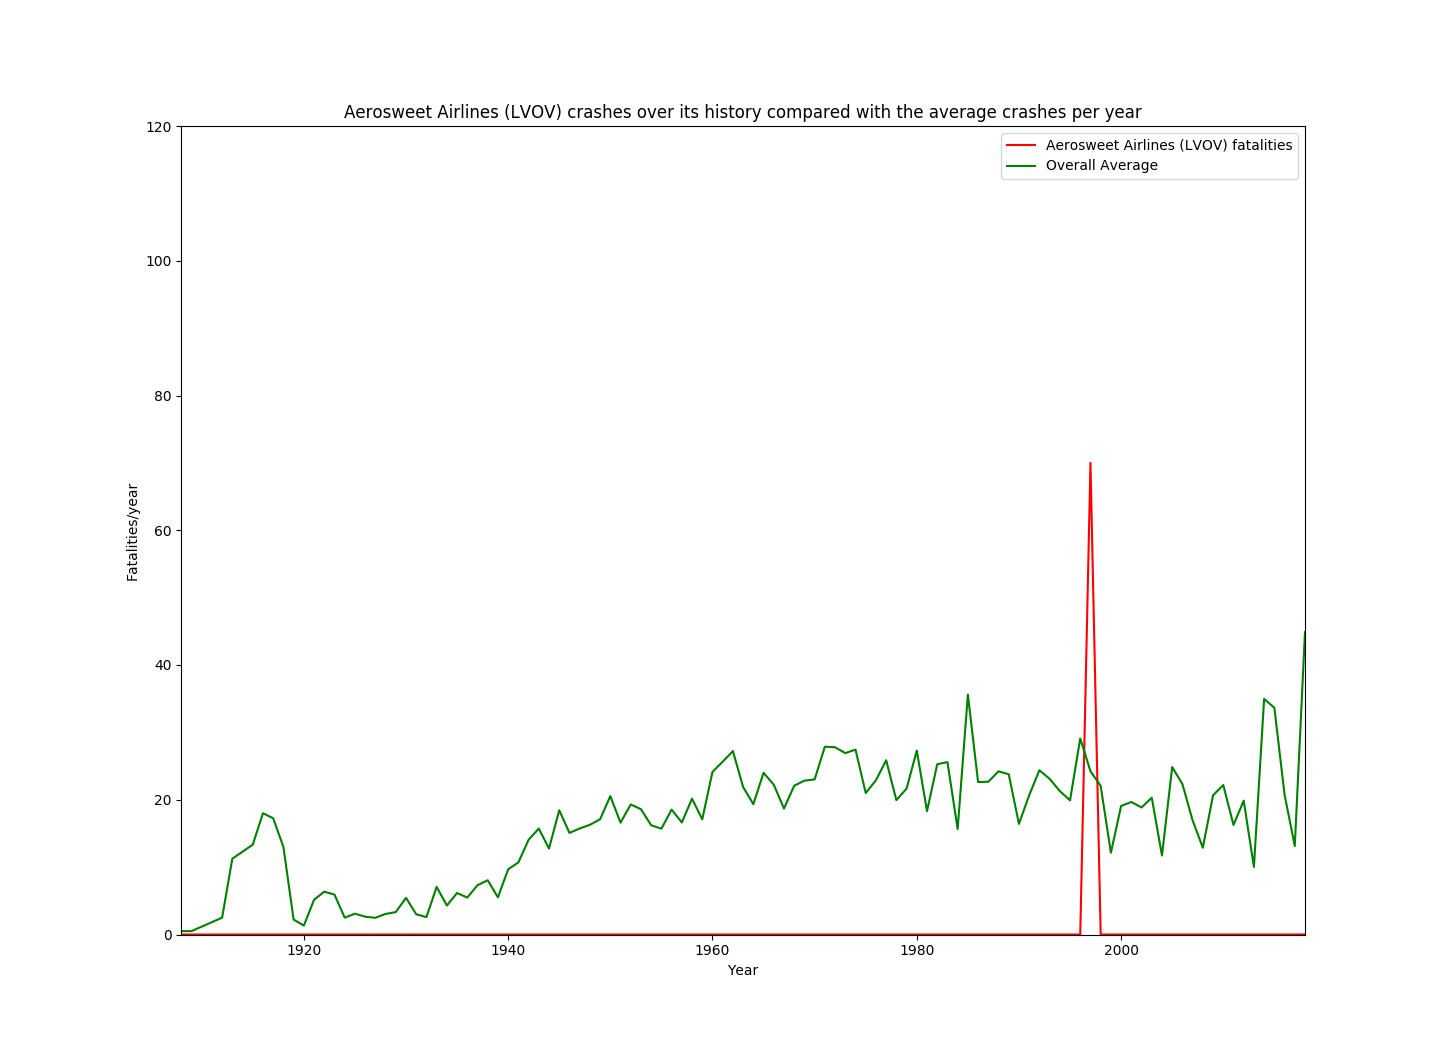 Aerosweet Airlines (LVOV) crashes over its history compared with the average crashes per year
120
100
80
60
40
20
0
Fatalities/year
Aerosweet Airlines (LVOV) fatalities
Overall Average
1920
1940
1960
1980
2000
Year